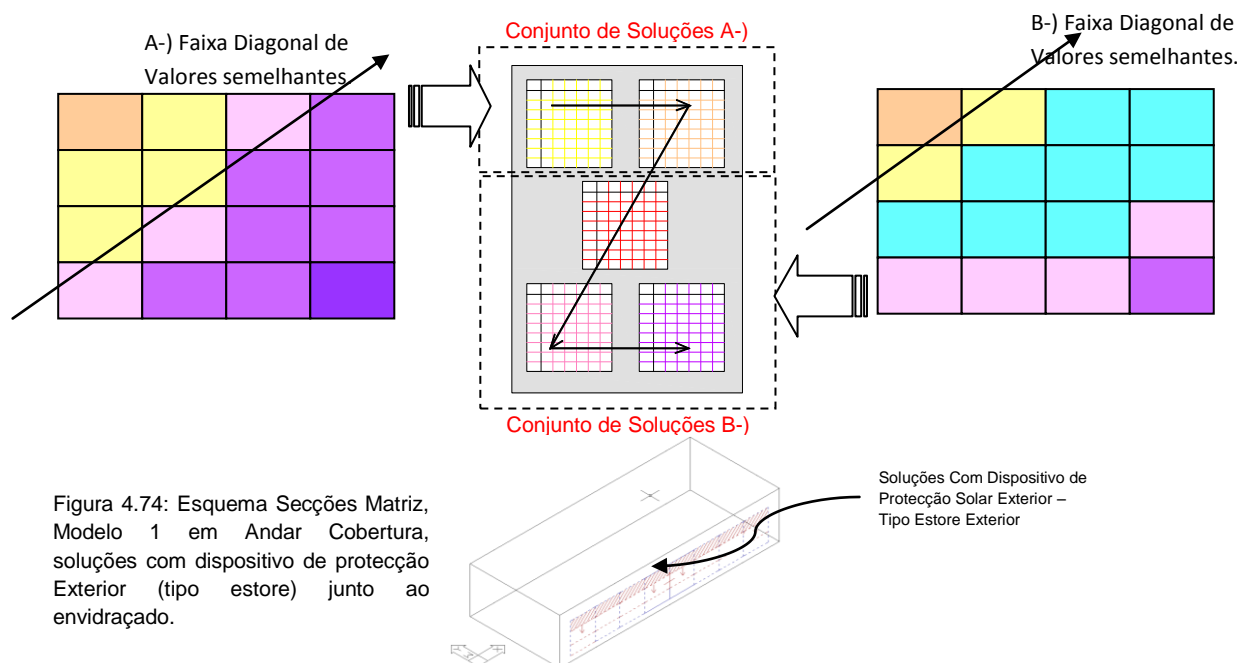 A-) Faixa Diagonal de
Valores semelhantes.
Conjunto de Soluções A-)
B-) Faixa Diagonal de
Valores semelhantes.
Conjunto de Soluções B-)
Figura 4.74: Esquema Secções Matriz,
Modelo 1 em Andar Cobertura,
soluções com dispositivo de protecção
Exterior (tipo estore) junto ao
envidraçado.
Soluções Com Dispositivo de
Protecção Solar Exterior –
Tipo Estore Exterior